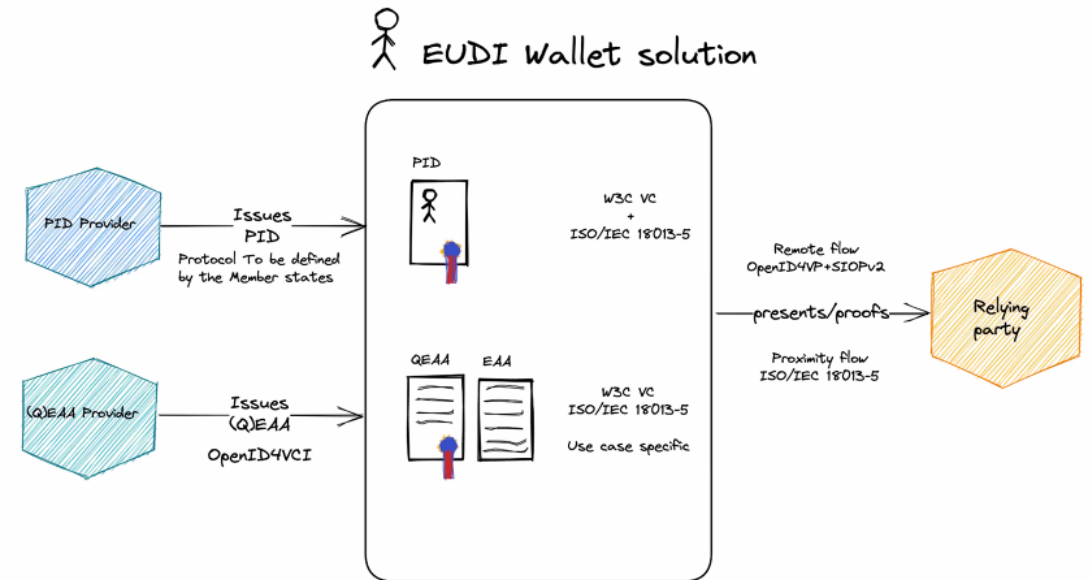 EUDI Wallet solution
PID Provider
Issues
PID
Protocol To be defined
by the Member states
PID
W3C VC
+
ISO/IEC 18013-5
(Q)EAA Provider
Issues
(Q)EAA
OpenID4VCI
QEAA
EAA
W3C VC
ISO/IEC 18013-5
Use case specific
Remote flow
OpenID4VP+SIOPv2
presents/proofs
Proximity flow
ISO/IEC 18013-5
Relying
party